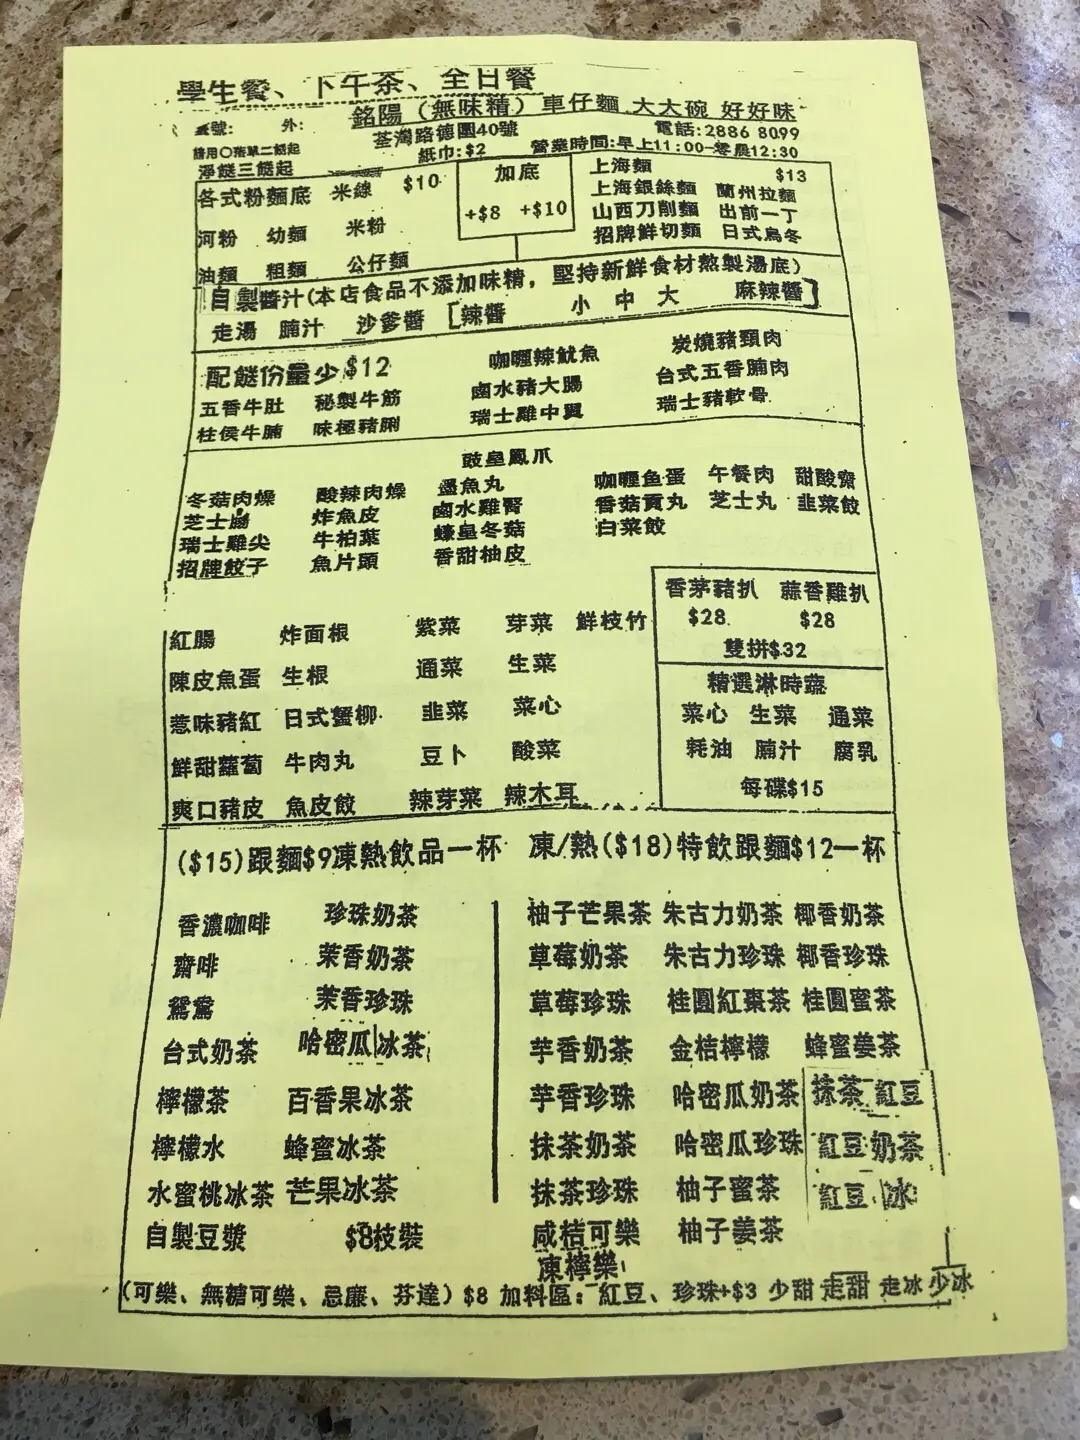 學生餐、下午茶、全日餐
銘陽（無味精）車仔麵 大大碗 好好味
號: 外: 荃灣路德圍40號 電話:2886 8099
請用○落單二餸起 紙巾:$2 營業時間:早上11:00-零晨12:30
淨餸三餸起
各式粉麵底 米線 $10
河粉 幼麵 米粉
油麵 粗麵 公仔麵
加底
+$8 +$10
上海麵 $13
上海銀絲麵 蘭州拉麵
山西刀削麵 出前一丁
招牌鮮切麵 日式烏冬
自製醬汁(本店食品不添加味精，堅持新鮮食材熬製湯底)
走湯 腩汁 沙爹醬 [辣醬 小 中 大 麻辣醬]
配餸份量少 $12 咖喱辣魷魚 炭燒豬頸肉
五香牛肚 秘製牛筋 鹵水豬大腸 台式五香腩肉
柱侯牛腩 味極豬脷 瑞士雞中翼 瑞士豬軟骨
豉皇鳳爪
冬菇肉燥 酸辣肉燥 墨魚丸 咖喱鱼蛋 午餐肉 甜酸齋
芝士腸 炸魚皮 鹵水雞腎 香菇貢丸 芝士丸 韭菜餃
瑞士雞尖 牛柏葉 蠔皇冬菇 白菜餃
招牌餃子 魚片頭 香甜柚皮
紅腸 炸面根 紫菜 芽菜 鮮枝竹
陳皮魚蛋 生根 通菜 生菜
惹味豬紅 日式蟹柳 韭菜 菜心
鮮甜蘿蔔 牛肉丸 豆卜 酸菜
爽口豬皮 魚皮餃 辣芽菜 辣木耳
香茅豬扒 蒜香雞扒
$28 $28
雙拼$32
精選淋時蔬
菜心 生菜 通菜
耗油 腩汁 腐乳
每碟$15
($15)跟麵$9凍熱飲品一杯
香濃咖啡 珍珠奶茶
齋啡 茉香奶茶
鴛鴦 茉香珍珠
台式奶茶 哈密瓜冰茶
檸檬茶 百香果冰茶
檸檬水 蜂蜜冰茶
水蜜桃冰茶 芒果冰茶
自製豆漿 $8枝裝
凍/熱($18)特飲跟麵$12一杯
柚子芒果茶 朱古力奶茶 椰香奶茶
草莓奶茶 朱古力珍珠 椰香珍珠
草莓珍珠 桂圓紅棗茶 桂圓蜜茶
芋香奶茶 金桔檸檬 蜂蜜姜茶
芋香珍珠 哈密瓜奶茶 抹茶紅豆
抹茶奶茶 哈密瓜珍珠 紅豆奶茶
抹茶珍珠 柚子蜜茶 紅豆冰
咸桔可樂 柚子姜茶
凍檸樂
(可樂、無糖可樂、忌廉、芬達) $8 加料區: 紅豆、珍珠+$3 少甜 走甜 走冰 少冰